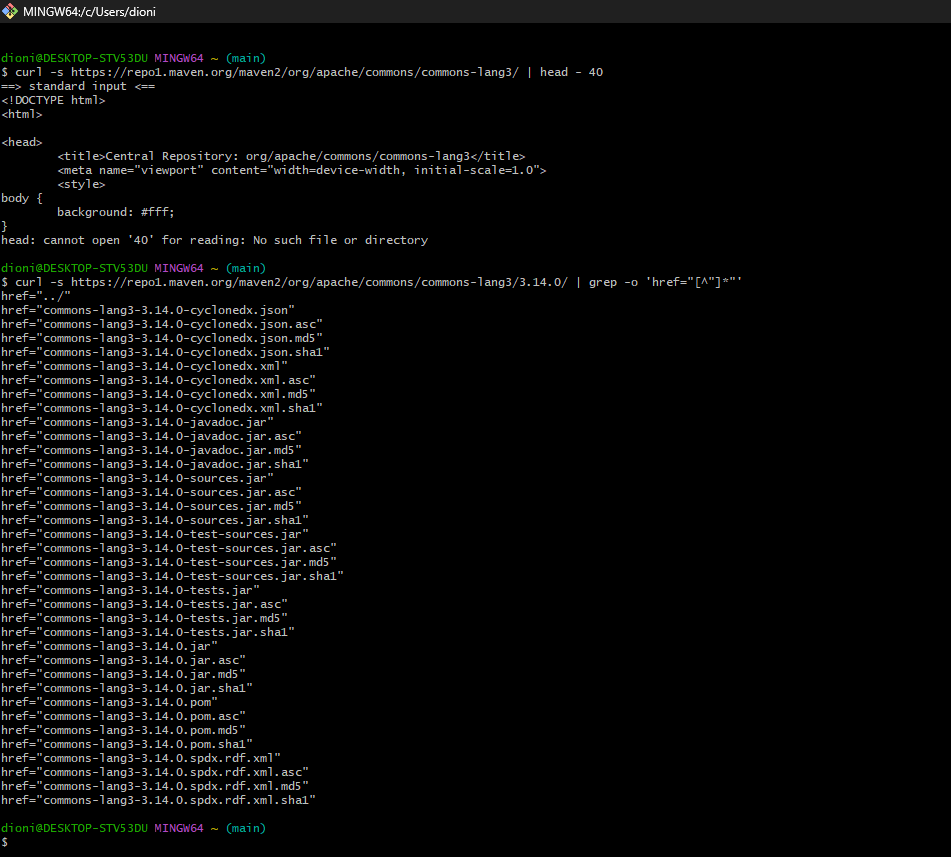 MINGW64:/c/Users/dioni
dioni@DESKTOP-STV53DU MINGW64 ~ (main)
$ curl -s https://repo1.maven.org/maven2/org/apache/commons/commons-lang3/ | head - 40
==> standard input <==
<!DOCTYPE html>
<html>
<head>
        <title>Central Repository: org/apache/commons/commons-lang3</title>
        <meta name="viewport" content="width=device-width, initial-scale=1.0">
        <style>
body {
        background: #fff;
}
head: cannot open '40' for reading: No such file or directory
dioni@DESKTOP-STV53DU MINGW64 ~ (main)
$ curl -s https://repo1.maven.org/maven2/org/apache/commons/commons-lang3/3.14.0/ | grep -o 'href="[^"]*"'
href="../"
href="commons-lang3-3.14.0-cyclonedx.json"
href="commons-lang3-3.14.0-cyclonedx.json.asc"
href="commons-lang3-3.14.0-cyclonedx.json.md5"
href="commons-lang3-3.14.0-cyclonedx.json.sha1"
href="commons-lang3-3.14.0-cyclonedx.xml"
href="commons-lang3-3.14.0-cyclonedx.xml.asc"
href="commons-lang3-3.14.0-cyclonedx.xml.md5"
href="commons-lang3-3.14.0-cyclonedx.xml.sha1"
href="commons-lang3-3.14.0-javadoc.jar"
href="commons-lang3-3.14.0-javadoc.jar.asc"
href="commons-lang3-3.14.0-javadoc.jar.md5"
href="commons-lang3-3.14.0-javadoc.jar.sha1"
href="commons-lang3-3.14.0-sources.jar"
href="commons-lang3-3.14.0-sources.jar.asc"
href="commons-lang3-3.14.0-sources.jar.md5"
href="commons-lang3-3.14.0-sources.jar.sha1"
href="commons-lang3-3.14.0-test-sources.jar"
href="commons-lang3-3.14.0-test-sources.jar.asc"
href="commons-lang3-3.14.0-test-sources.jar.md5"
href="commons-lang3-3.14.0-test-sources.jar.sha1"
href="commons-lang3-3.14.0-tests.jar"
href="commons-lang3-3.14.0-tests.jar.asc"
href="commons-lang3-3.14.0-tests.jar.md5"
href="commons-lang3-3.14.0-tests.jar.sha1"
href="commons-lang3-3.14.0.jar"
href="commons-lang3-3.14.0.jar.asc"
href="commons-lang3-3.14.0.jar.md5"
href="commons-lang3-3.14.0.jar.sha1"
href="commons-lang3-3.14.0.pom"
href="commons-lang3-3.14.0.pom.asc"
href="commons-lang3-3.14.0.pom.md5"
href="commons-lang3-3.14.0.pom.sha1"
href="commons-lang3-3.14.0.spdx.rdf.xml"
href="commons-lang3-3.14.0.spdx.rdf.xml.asc"
href="commons-lang3-3.14.0.spdx.rdf.xml.md5"
href="commons-lang3-3.14.0.spdx.rdf.xml.sha1"
dioni@DESKTOP-STV53DU MINGW64 ~ (main)
$